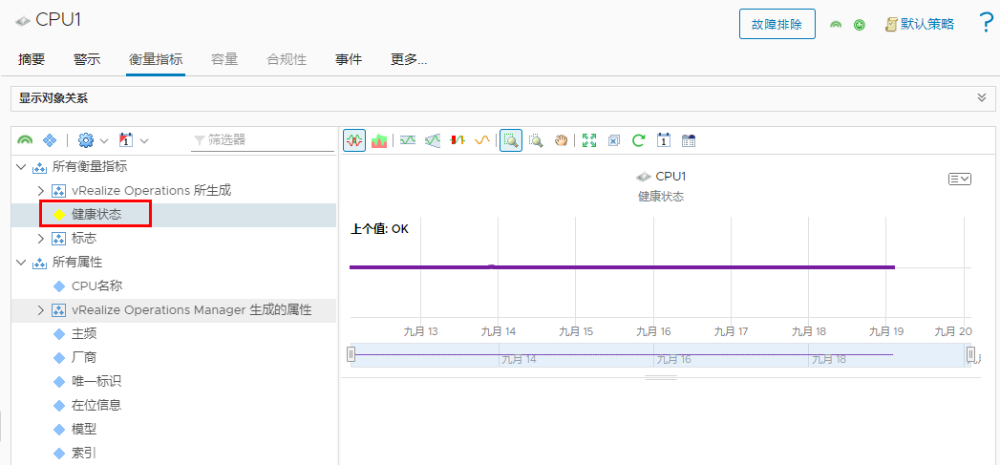 CPU1
故障排除
默认策略
?
摘要
警示
衡量指标
容量
合规性
事件
更多...
显示对象关系
1
筛选器
1
所有衡量指标
vRealize Operations 所生成
健康状态
标志
所有属性
CPU名称
vRealize Operations Manager 生成的属性
主频
厂商
唯一标识
在位信息
模型
索引
CPU1
健康状态
上个值: OK
九月 13
九月 14
九月 15
九月 16
九月 17
九月 18
九月 19
九月 20
九月 14
九月 16
九月 18